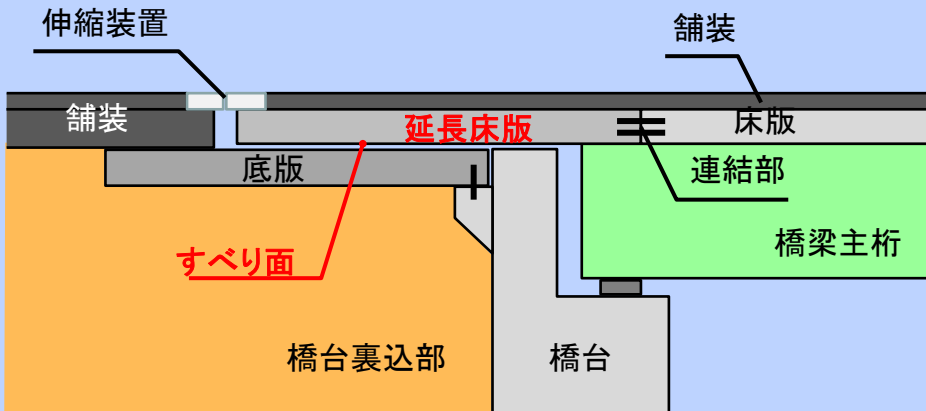 伸縮装置
舗装
舗装
延長床版
床版
底版
連結部
すべり面
橋梁主桁
橋台裏込部
橋台